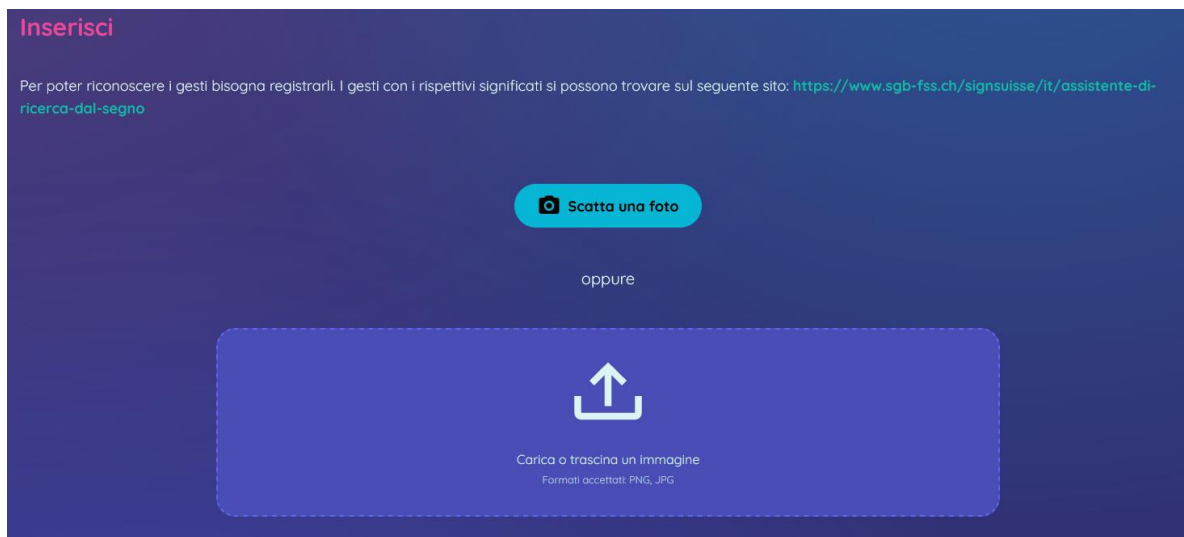 Inserisci
Per poter riconoscere i gesti bisogna registrarli. I gesti con i rispettivi significati si possono trovare sul seguente sito: https://www.sgb-fss.ch/signsuisse/it/assistente-di-
ricerca-dal-segno
Scatta una foto
oppure
Carica o trascina un immagine
Formati accettati: PNG, JPG